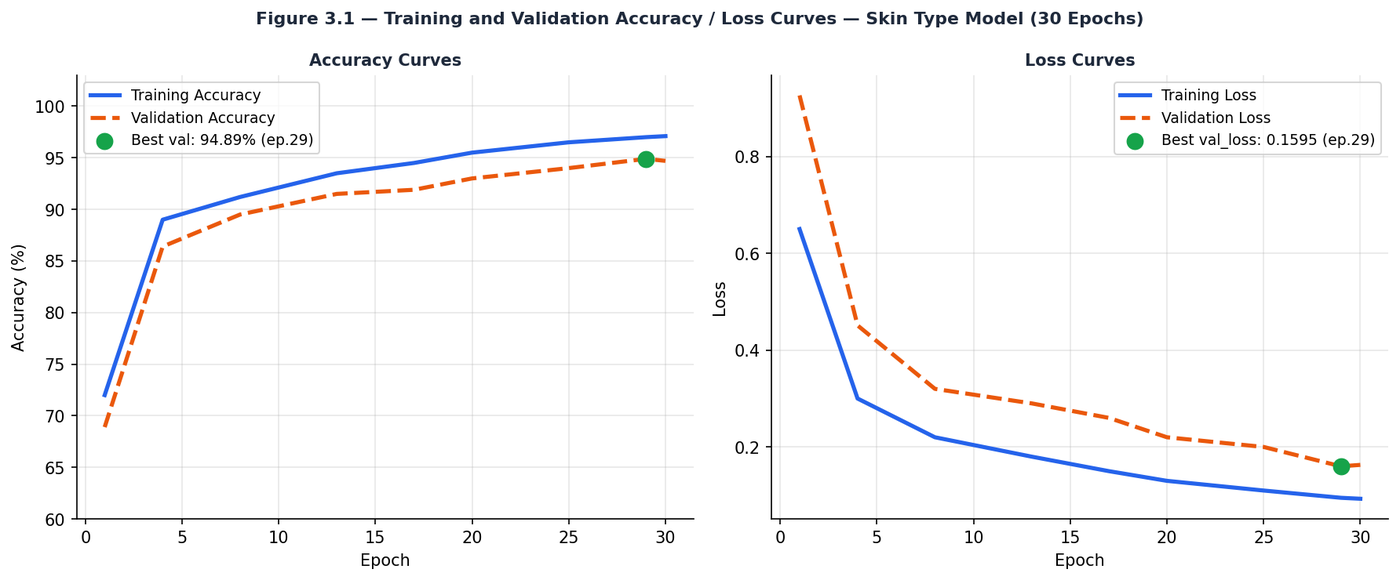 Figure 3.1 — Training and Validation Accuracy / Loss Curves — Skin Type Model (30 Epochs)
Accuracy Curves
Training Accuracy
Validation Accuracy
Best val: 94.89% (ep.29)
Accuracy (%)
100
95
90
85
80
75
70
65
60
0 5 10 15 20 25 30
Epoch
Loss Curves
Training Loss
Validation Loss
Best val_loss: 0.1595 (ep.29)
Loss
0.8
0.6
0.4
0.2
0 5 10 15 20 25 30
Epoch